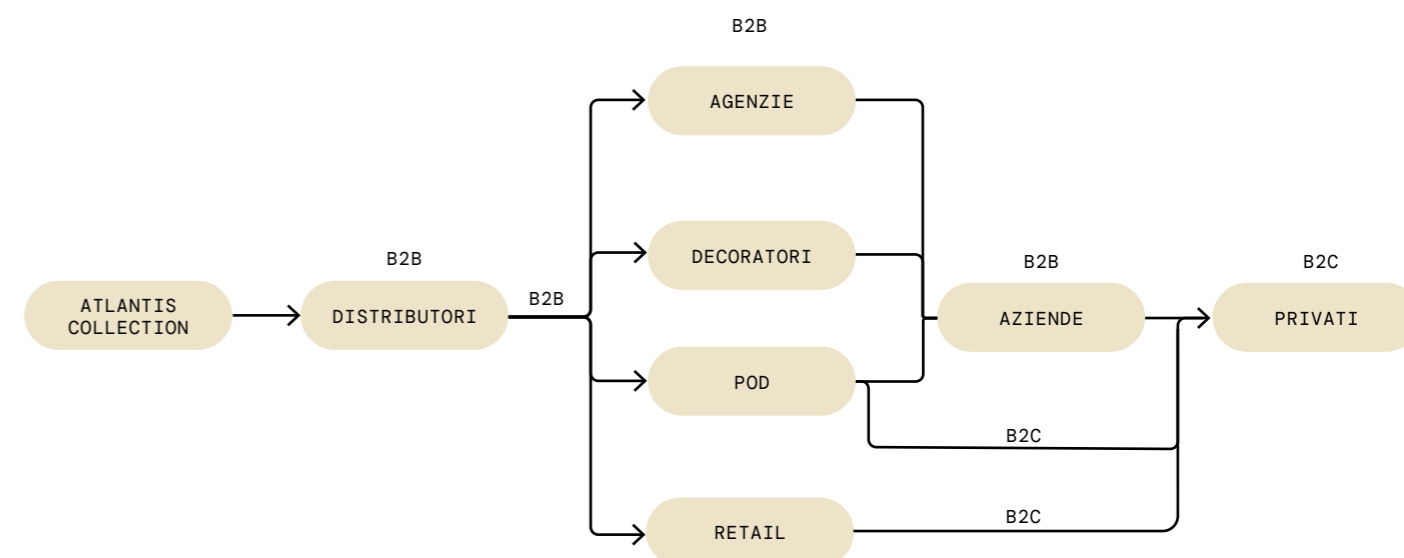 B2B
AGENZIE
DECORATORI
B2B
B2B
B2C
ATLANTIS
COLLECTION
DISTRIBUTORI
B2B
AZIENDE
PRIVATI
POD
B2C
B2C
RETAIL